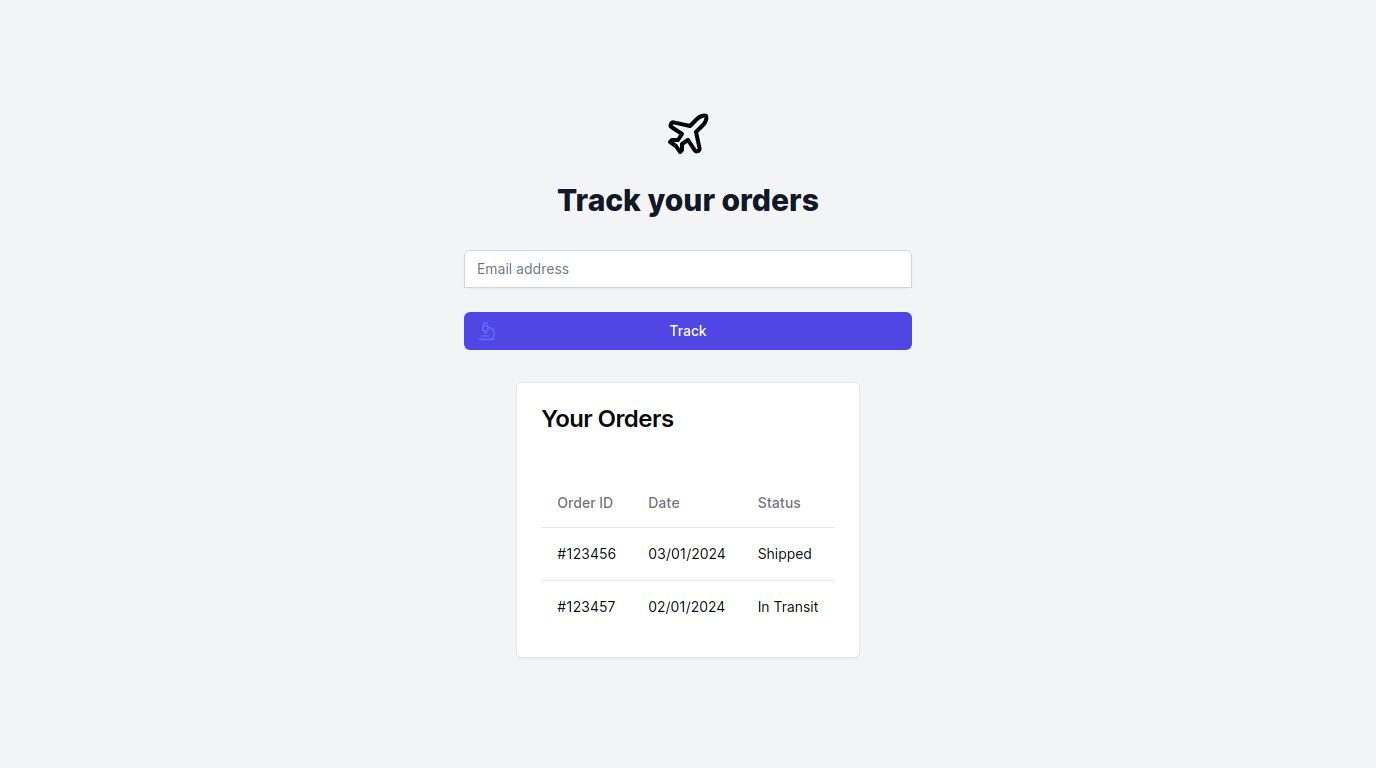 Track your orders
Email address
Track
Your Orders
Order ID Date Status
#123456 03/01/2024 Shipped
#123457 02/01/2024 In Transit